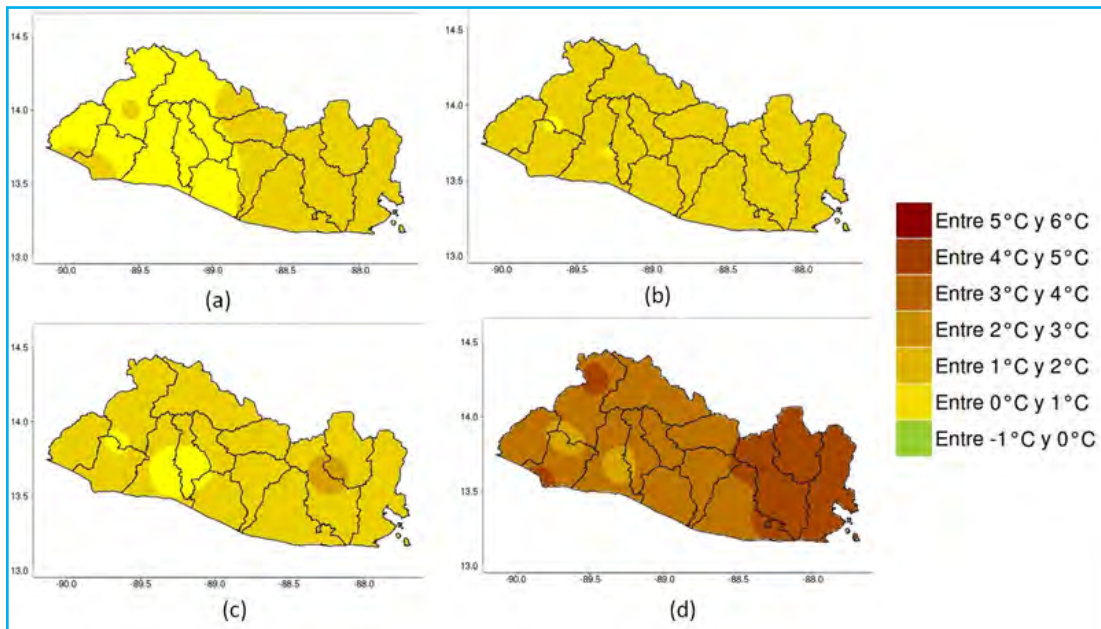 14.5
14.0
13.5
13.0
-90.0 -89.5 -89.0 -88.5 -88.0
(a)
14.5
14.0
13.5
13.0
-90.0 -89.5 -89.0 -88.5 -88.0
(b)
14.5
14.0
13.5
13.0
-90.0 -89.5 -89.0 -88.5 -88.0
(c)
14.5
14.0
13.5
13.0
-90.0 -89.5 -89.0 -88.5 -88.0
(d)
Entre 5°C y 6°C
Entre 4°C y 5°C
Entre 3°C y 4°C
Entre 2°C y 3°C
Entre 1°C y 2°C
Entre 0°C y 1°C
Entre -1°C y 0°C